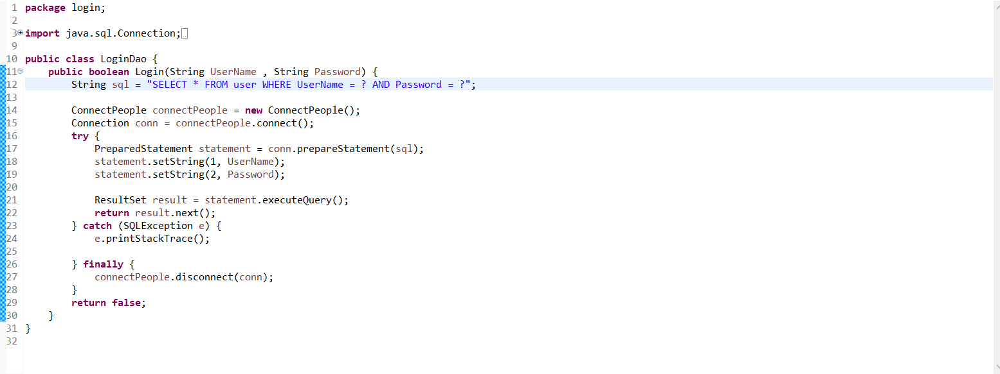 1 package login;
2
3 import java.sql.Connection;
9
10 public class LoginDao {
11 public boolean Login(String UserName , String Password) {
12 String sql = "SELECT * FROM user WHERE UserName = ? AND Password = ?";
13
14 ConnectPeople connectPeople = new ConnectPeople();
15 Connection conn = connectPeople.connect();
16 try {
17 PreparedStatement statement = conn.prepareStatement(sql);
18 statement.setString(1, UserName);
19 statement.setString(2, Password);
20
21 ResultSet result = statement.executeQuery();
22 return result.next();
23 } catch (SQLException e) {
24 e.printStackTrace();
25
26 } finally {
27 connectPeople.disconnect(conn);
28 }
29 return false;
30 }
31 }
32